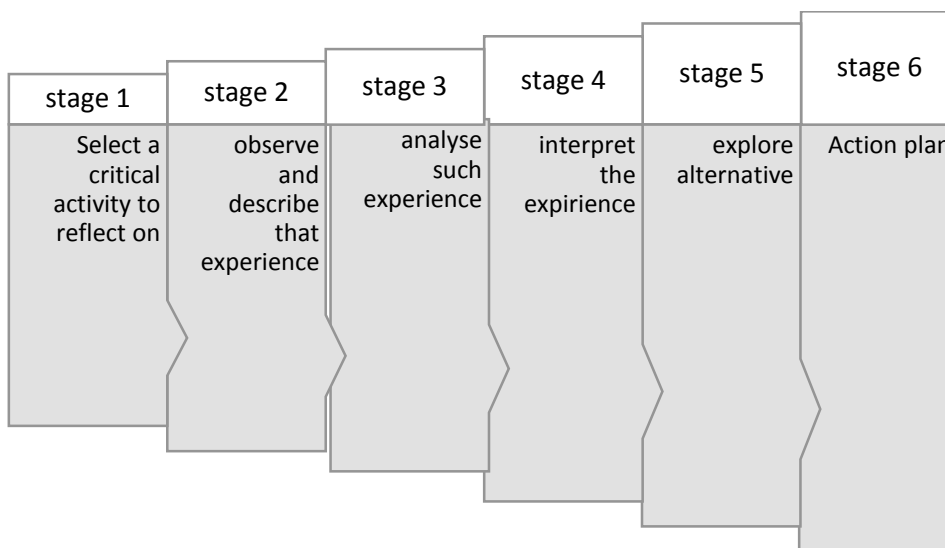 stage 1
Select a
critical
activity to
reflect on
stage 2
observe
and
describe
that
experience
stage 3
analyse
such
experience
stage 4
interpret
the
expirience
stage 5
explore
alternative
stage 6
Action plan